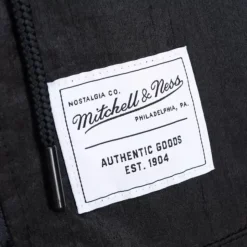 NOSTALGIA CO.
Mitchell & Ness
PHILADELPHIA, PA.
AUTHENTIC GOODS
EST. 1904